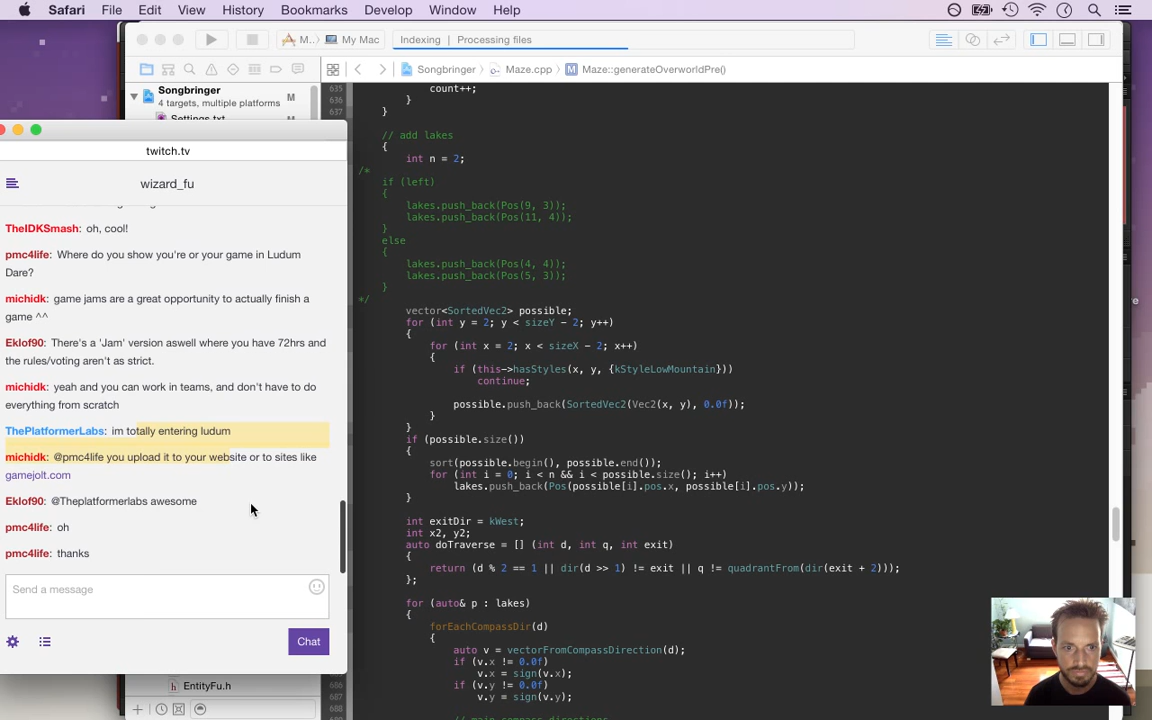 Safari File Edit View History Bookmarks Develop Window Help
M.. My Mac
Indexing | Processing files
Songbringer Maze.cpp M Maze::generateOverworldPre()
Songbringer M
4 targets, multiple platforms
Settings.txt
twitch.tv
wizard_fu
TheIDKSmash: oh, cool!
pmc4life: Where do you show you're or your game in Ludum
Dare?
michidk: game jams are a great opportunity to actually finish a
game ^^
Eklof90: There's a 'Jam' version aswell where you have 72hrs and
the rules/voting aren't as strict.
michidk: yeah and you can work in teams, and don't have to do
everything from scratch
ThePlatformerLabs: im totally entering ludum
michidk: @pmc4life you upload it to your website or to sites like
gamejolt.com
Eklof90: @Theplatformerlabs awesome
pmc4life: oh
pmc4life: thanks
Send a message
Chat
EntityFu.h
635 count++;
636 }
637 }
// add lakes
{
int n = 2;
/*
if (left)
{
lakes.push_back(Pos(9, 3));
lakes.push_back(Pos(11, 4));
}
else
{
lakes.push_back(Pos(4, 4));
lakes.push_back(Pos(5, 3));
}
*/
vector<SortedVec2> possible;
for (int y = 2; y < sizeY - 2; y++)
{
for (int x = 2; x < sizeX - 2; x++)
{
if (this->hasStyles(x, y, {kStyleLowMountain}))
continue;
possible.push_back(SortedVec2(Vec2(x, y), 0.0f));
}
}
if (possible.size())
{
sort(possible.begin(), possible.end());
for (int i = 0; i < n && i < possible.size(); i++)
lakes.push_back(Pos(possible[i].pos.x, possible[i].pos.y));
}
int exitDir = kWest;
int x2, y2;
auto doTraverse = [] (int d, int q, int exit)
{
return (d % 2 == 1 || dir(d >> 1) != exit || q != quadrantFrom(dir(exit + 2)));
};
for (auto& p : lakes)
{
forEachCompassDir(d)
{
auto v = vectorFromCompassDirection(d);
if (v.x != 0.0f)
v.x = sign(v.x);
686 if (v.y != 0.0f)
687 v.y = sign(v.y);
// main compass directions